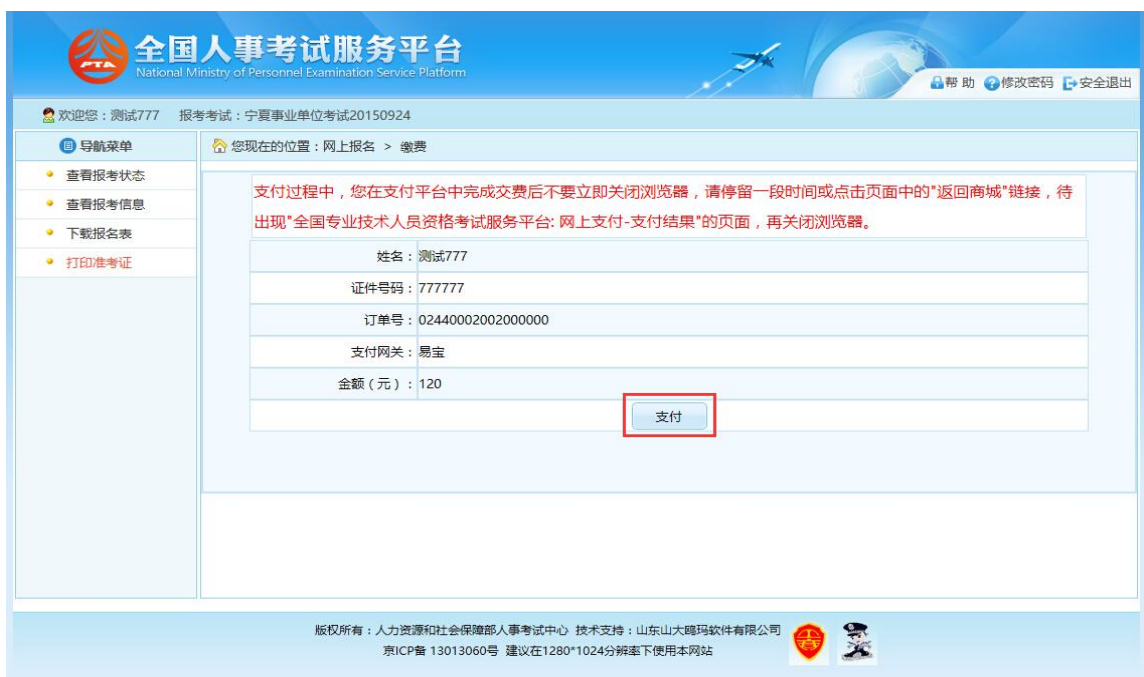 全国人事考试服务平台
National Ministry of Personnel Examination Service Platform
PTA
帮 助 修改密码 安全退出
欢迎您：测试777 报考考试：宁夏事业单位考试20150924
导航菜单
您现在的位置：网上报名 > 缴费
查看报考状态
查看报考信息
下载报名表
打印准考证
支付过程中，您在支付平台中完成交费后不要立即关闭浏览器，请停留一段时间或点击页面中的"返回商城"链接，待
出现"全国专业技术人员资格考试服务平台: 网上支付-支付结果"的页面，再关闭浏览器。
姓名：测试777
证件号码：777777
订单号：02440002002000000
支付网关：易宝
金额（元）：120
支付
版权所有：人力资源和社会保障部人事考试中心 技术支持：山东山大鸥玛软件有限公司
京ICP备 13013060号 建议在1280*1024分辨率下使用本网站